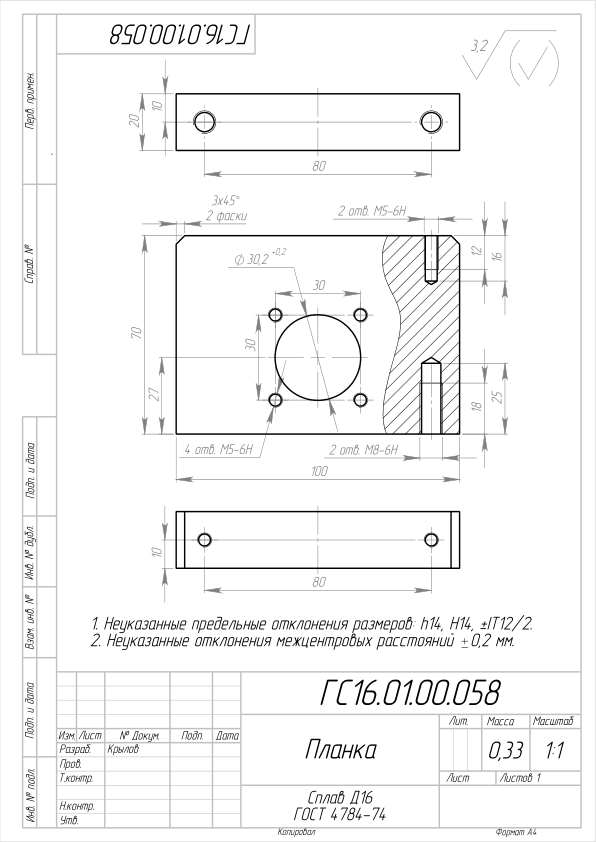 ГС16.01.00.058
3,2
Перв. примен.
20
10
80
3x45°
2 фаски
2 отв. М5-6Н
Справ. №
ϕ 30,2 +0,2
12
16
30
70
30
27
18
25
4 отв. М5-6Н
2 отв. М8-6Н
100
Подп. и дата
Инв. № дубл.
10
80
Взам. инв. №
1. Неуказанные предельные отклонения размеров: h14, H14, ±IT12/2.
2. Неуказанные отклонения межцентровых расстояний ±0,2 мм.
Подп. и дата
Инв. № подл.
ГС16.01.00.058
Изм. Лист № Докум. Подп. Дата
Разраб. Крылов
Пров.
Т.контр.
Н.контр.
Утв.
Планка
Лит. Масса Масштаб
0,33 1:1
Лист Листов 1
Сплав Д16
ГОСТ 4784-74
Копировал Формат А4